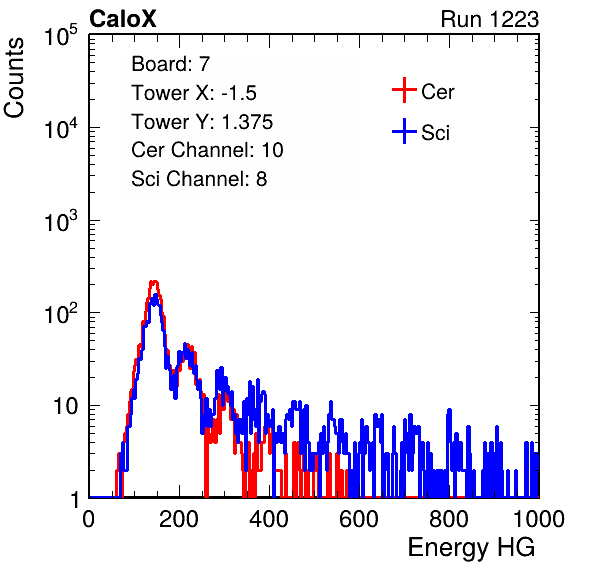 CaloX Run 1223
Board: 7
Tower X: -1.5
Tower Y: 1.375
Cer Channel: 10
Sci Channel: 8
Cer
Sci
Counts
10^5
10^4
10^3
10^2
10
1
0 200 400 600 800 1000
Energy HG